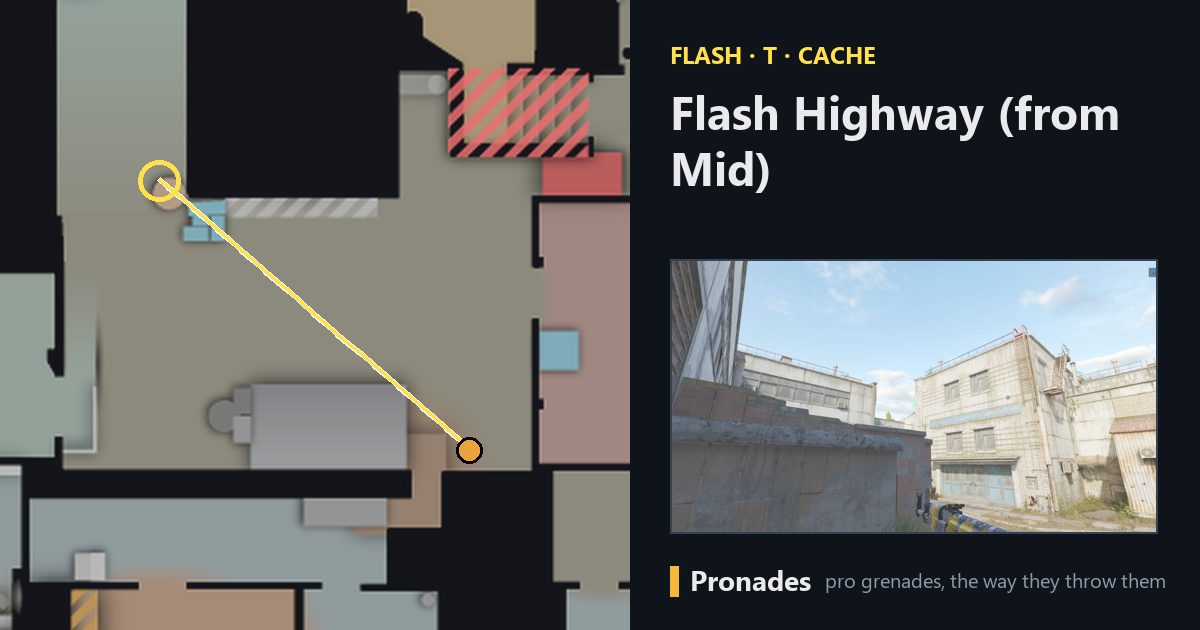 FLASH · T · CACHE
Flash Highway (from
Mid)
Pronades pro grenades, the way they throw them